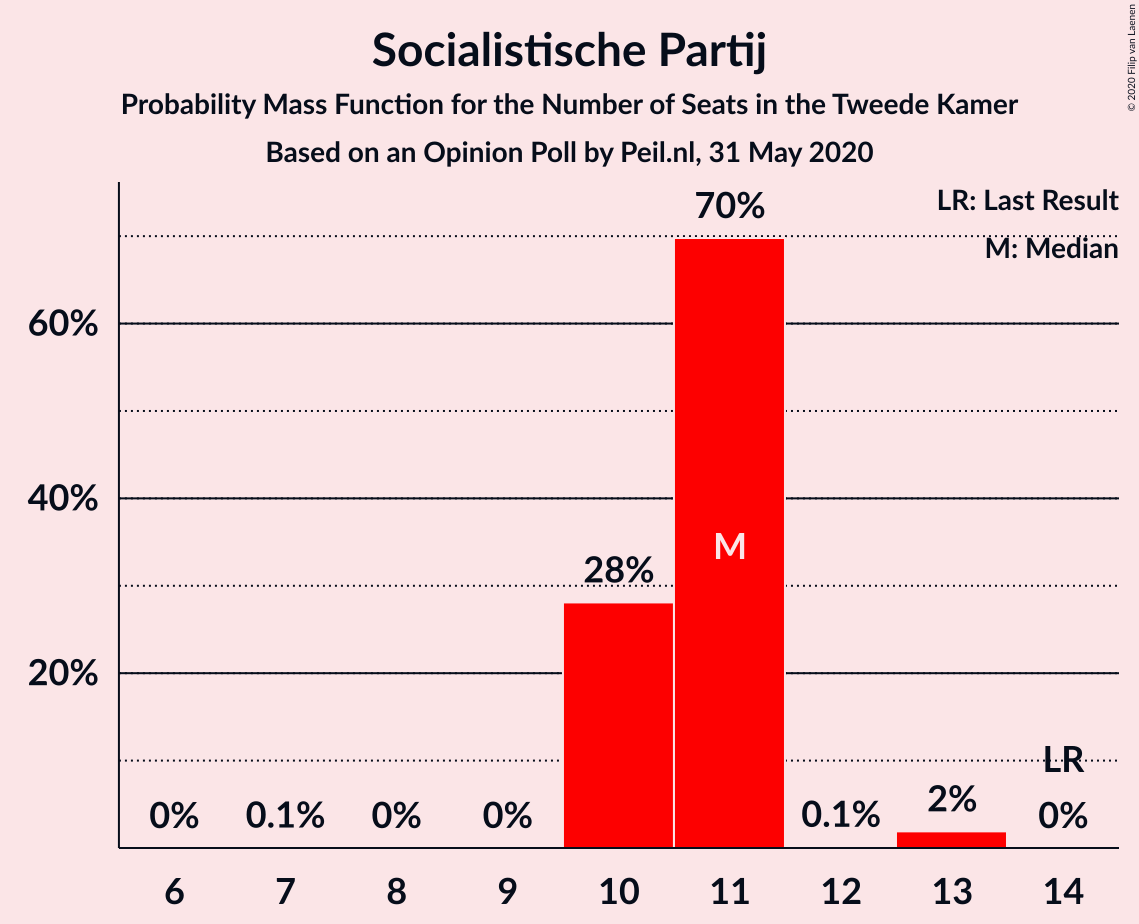 Socialistische Partij
Probability Mass Function for the Number of Seats in the Tweede Kamer
Based on an Opinion Poll by Peil.nl, 31 May 2020
© 2020 Filip van Laenen
LR: Last Result
M: Median
60%
40%
20%
0%
0.1%
0%
0%
28%
70%
M
0.1%
2%
LR
0%
6 7 8 9 10 11 12 13 14